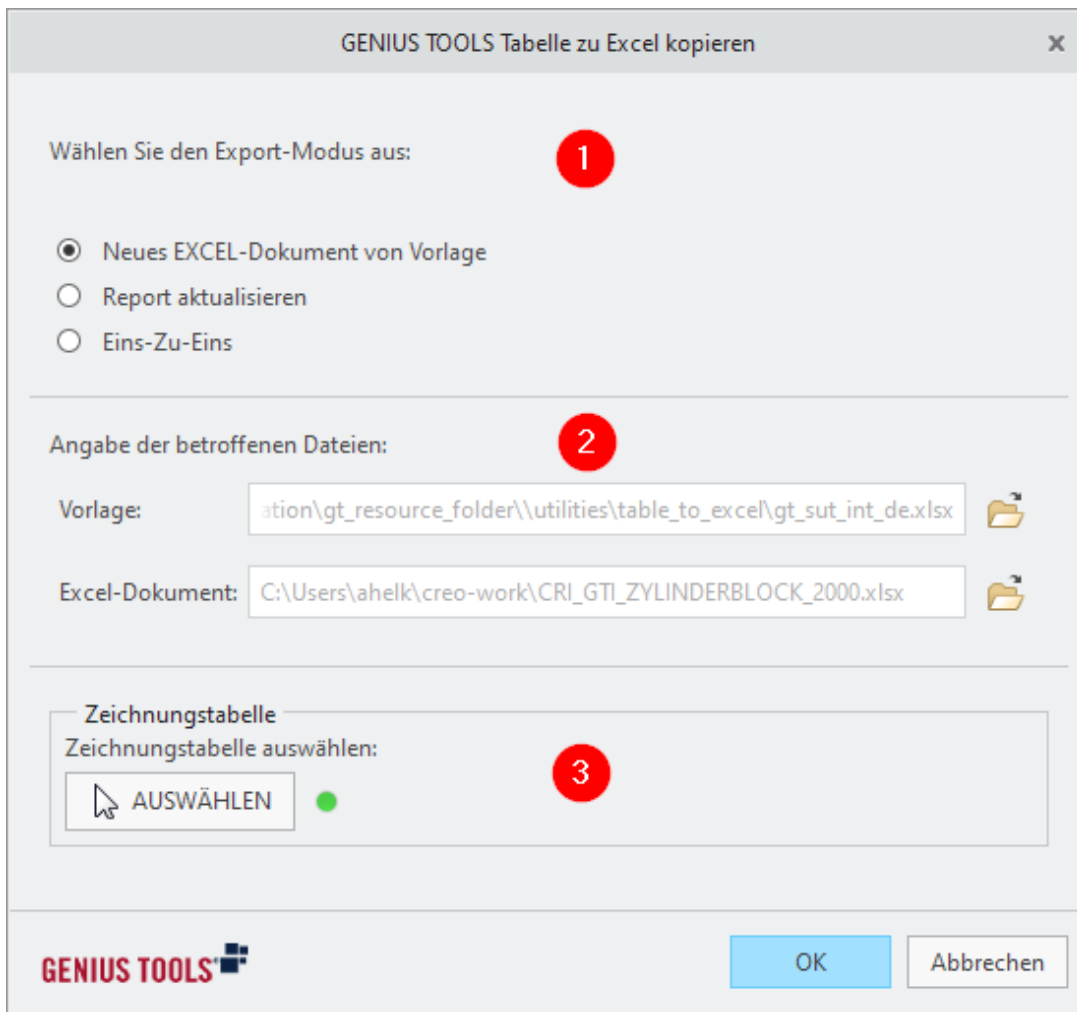 GENIUS TOOLS Tabelle zu Excel kopieren
Wählen Sie den Export-Modus aus:
1
Neues EXCEL-Dokument von Vorlage
Report aktualisieren
Eins-Zu-Eins
Angabe der betroffenen Dateien:
2
Vorlage: ation\gt_resource_folder\\utilities\table_to_excel\gt_sut_int_de.xlsx
Excel-Dokument: C:\Users\ahelk\creo-work\CRI_GTI_ZYLINDERBLOCK_2000.xlsx
Zeichnungstabelle
Zeichnungstabelle auswählen:
3
AUSWÄHLEN
GENIUS TOOLS
OK Abbrechen